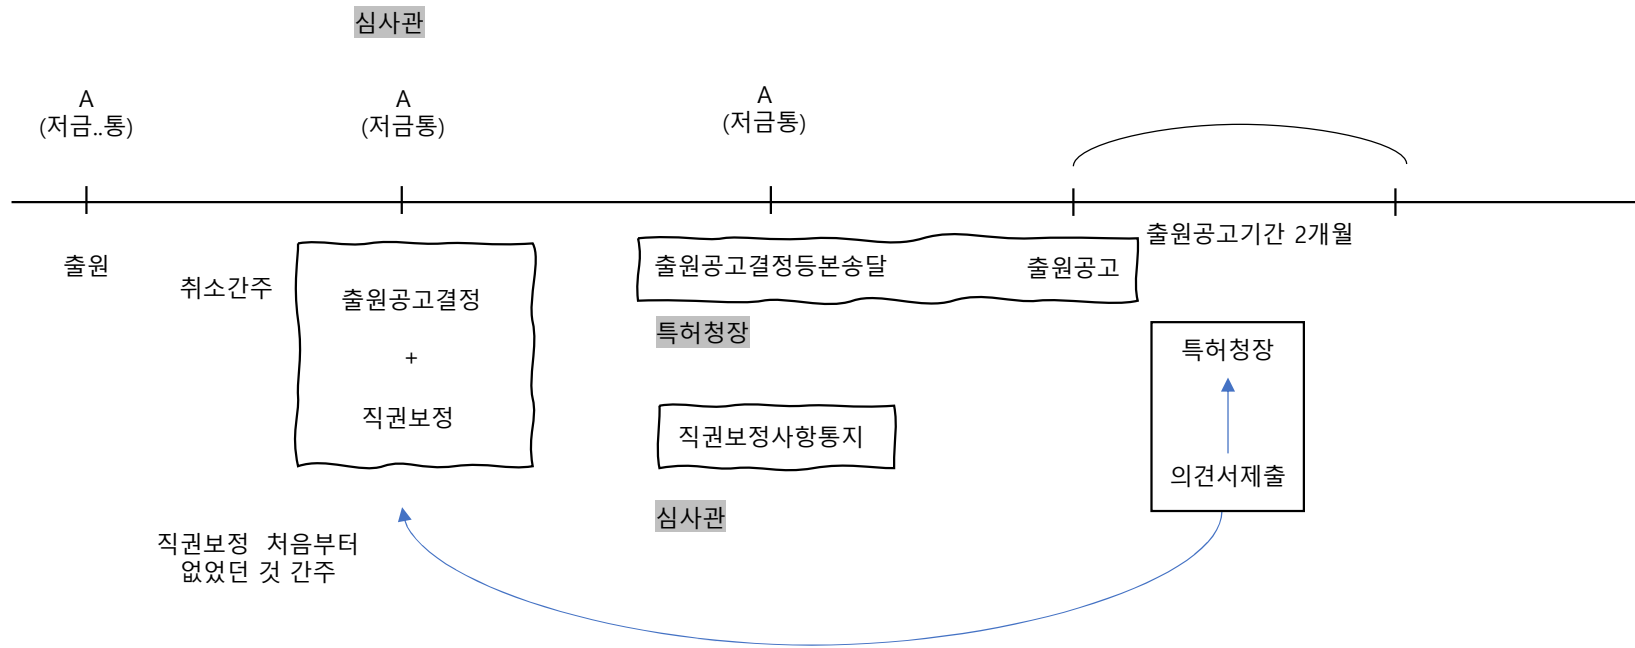 심사관
A
(저금..통)
A
(저금통)
A
(저금통)
출원
취소간주
출원공고결정
+
직권보정
출원공고결정등본송달
출원공고
출원공고기간 2개월
특허청장
직권보정사항통지
심사관
특허청장
의견서제출
직권보정 처음부터
없었던 것 간주